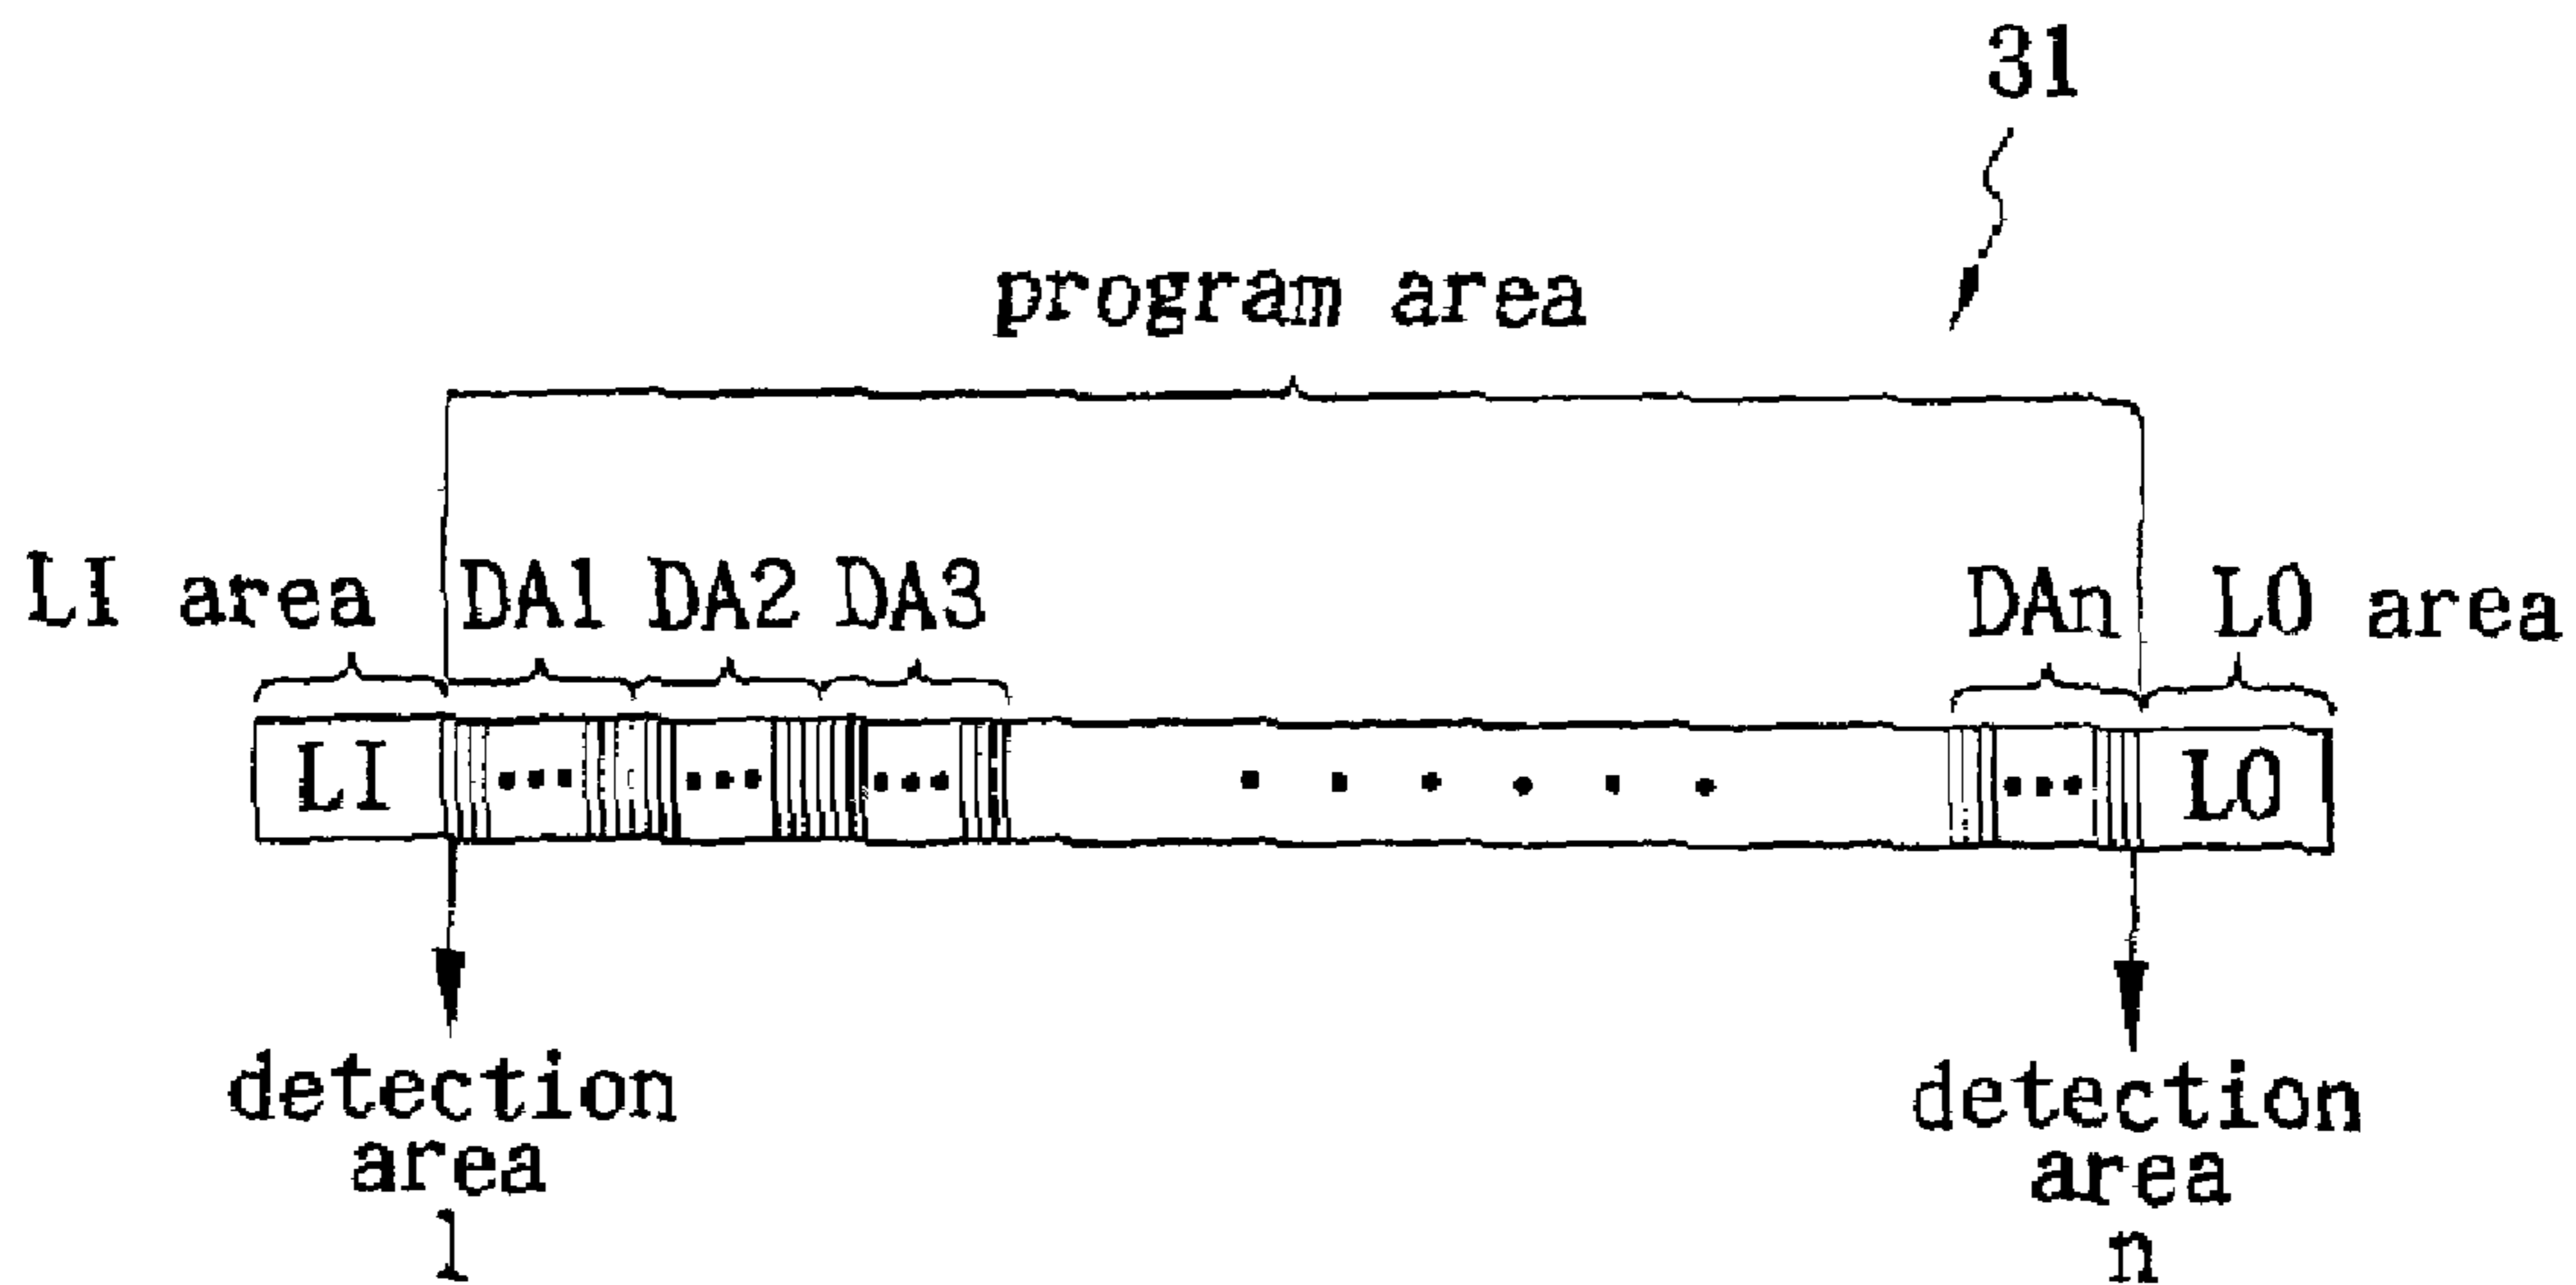 31
program area
LI area DA1 DA2 DA3 DAn LO area
LI LO
detection area 1
detection area n